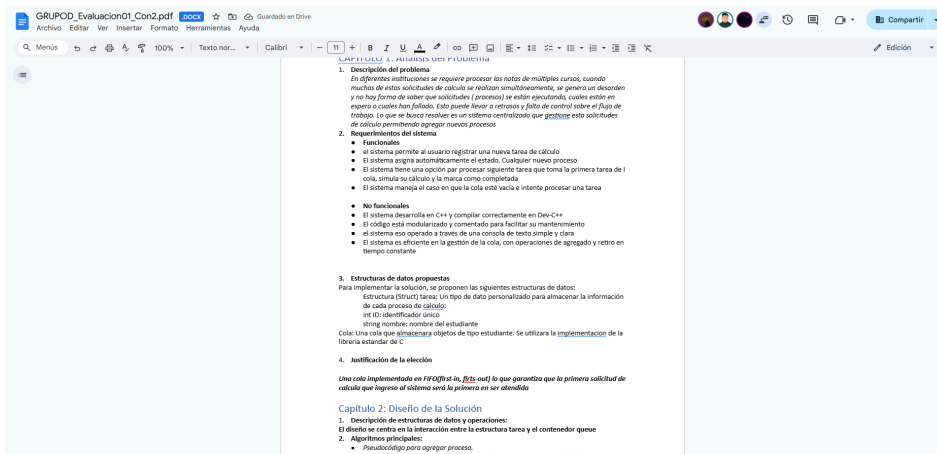 GRUPOD_Evaluacion01_Con2.pdf .DOCX Guardado en Drive
Archivo Editar Ver Insertar Formato Herramientas Ayuda
Compartir
Menús 100% Texto nor... Calibri 11 B I U A Edición
CAPITULO 1: Análisis del Problema
1. Descripción del problema
En diferentes instituciones se requiere procesar las notas de múltiples cursos, cuando
muchas de estas solicitudes de calcula se realizan simultáneamente, se genera un desorden
y no hay forma de saber que solicitudes ( procesos) se están ejecutando, cuales están en
espera o cuales han fallado. Esto puede llevar a retrasos y falta de control sobre el flujo de
trabajo. Lo que se busca resolver es un sistema centralizado que gestione esta solicitudes
de cálculo permitiendo agregar nuevos procesos
2. Requerimientos del sistema
● Funcionales
● el sistema permite al usuario registrar una nueva tarea de cálculo
● El sistema asigna automáticamente el estado. Cualquier nuevo proceso
● El sistema tiene una opción par procesar siguiente tarea que toma la primera tarea de l
cola, simula su cálculo y la marca como completada
● El sistema maneja el caso en que la cola esté vacía e intente procesar una tarea
● No funcionales
● El sistema desarrolla en C++ y compilar correctamente en Dev-C++
● El código está modularizado y comentado para facilitar su mantenimiento
● el sistema eso operado a través de una consola de texto simple y clara
● El sistema es eficiente en la gestión de la cola, con operaciones de agregado y retiro en
tiempo constante
3. Estructuras de datos propuestas
Para implementar la solución, se proponen las siguientes estructuras de datos:
Estructura (Struct) tarea: Un tipo de dato personalizado para almacenar la información
de cada proceso de calculo:
int ID: identificador único
string nombre: nombre del estudiante
Cola: Una cola que almacenara objetos de tipo estudiante. Se utilizara la implementacion de la
libreria estandar de C
4. Justificación de la elección
Una cola implementada en FIFO(first-in, firts-out) lo que garantiza que la primera solicitud de
calcula que ingreso al sistema será la primera en ser atendida
Capítulo 2: Diseño de la Solución
1. Descripción de estructuras de datos y operaciones:
El diseño se centra en la interacción entre la estructura tarea y el contenedor queue
2. Algoritmos principales:
● Pseudocódigo para agregar proceso.